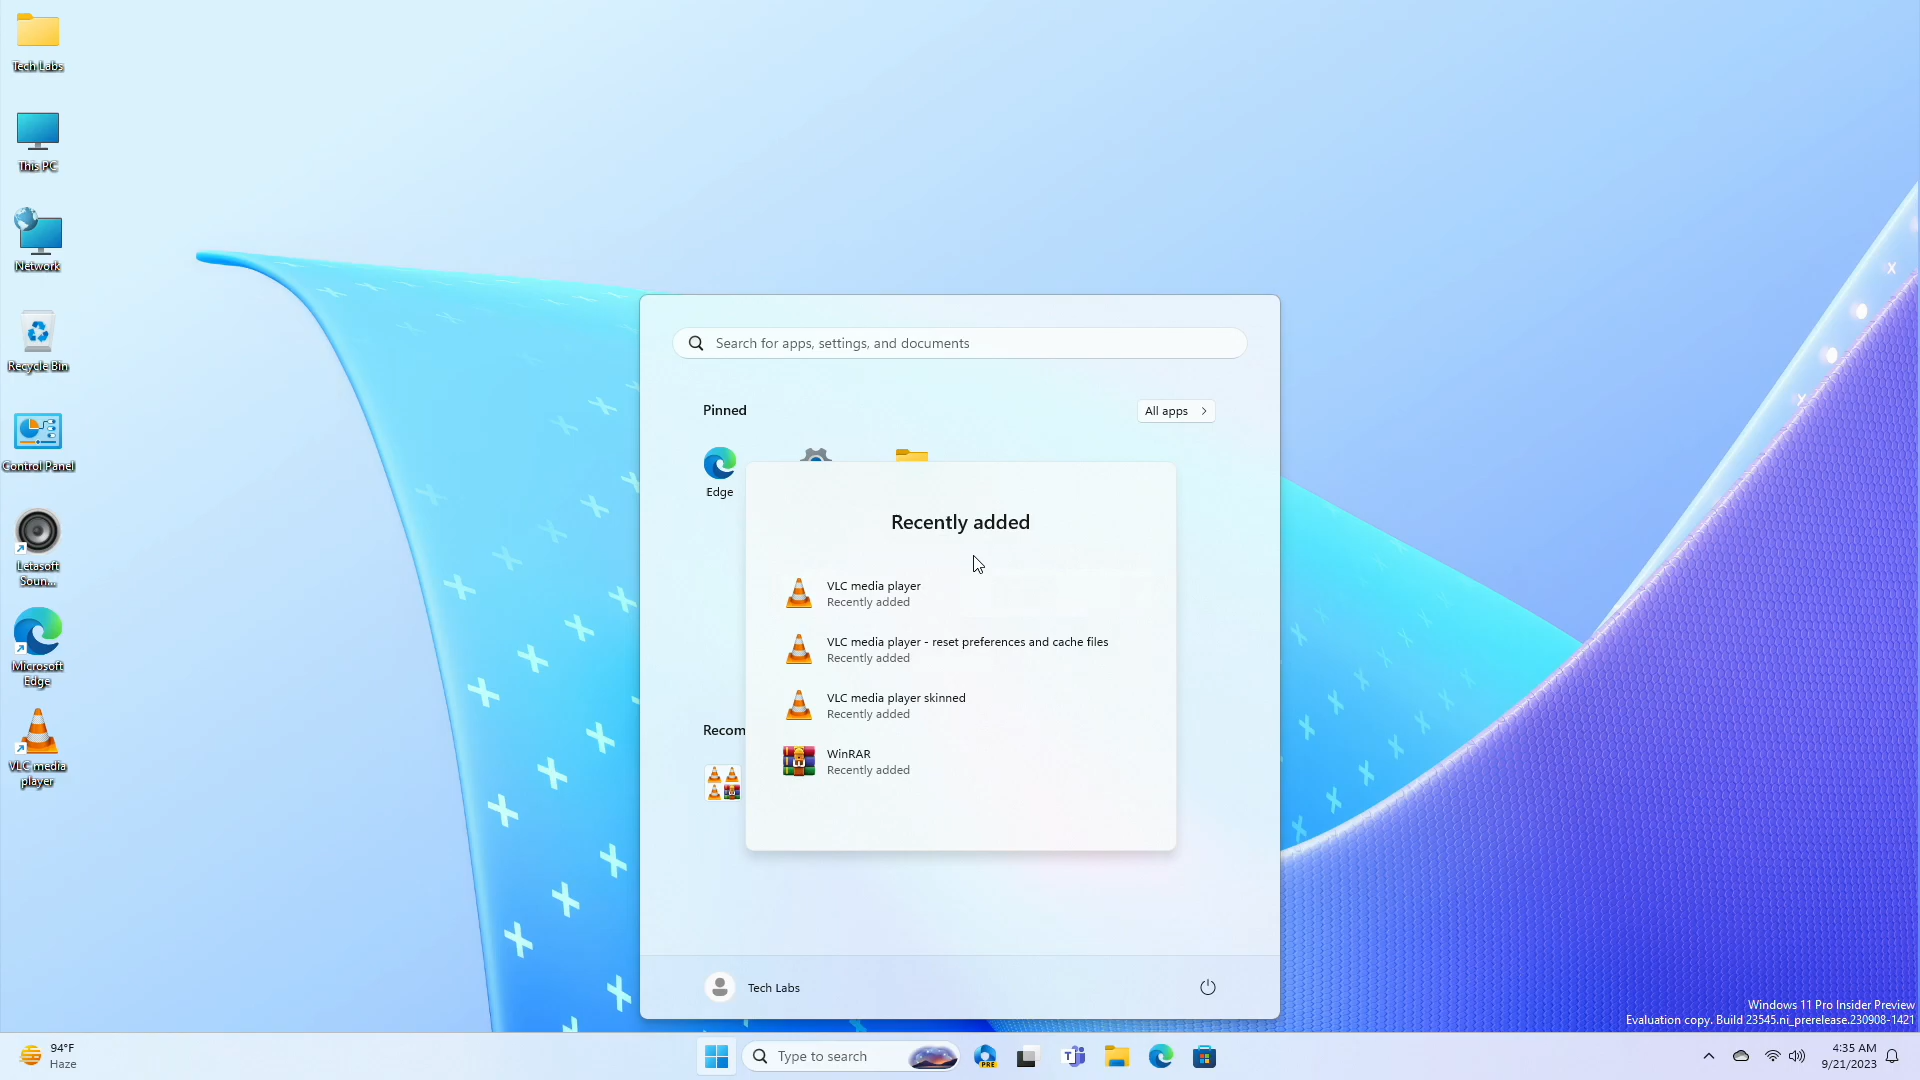 Tech Labs
This PC
Network
Recycle Bin
Control Panel
Letasoft
Soun...
Microsoft
Edge
VLC media
player
Search for apps, settings, and documents
Pinned
All apps
Edge
Recently added
VLC media player
Recently added
VLC media player - reset preferences and cache files
Recently added
VLC media player skinned
Recently added
WinRAR
Recently added
Recom
Tech Labs
X
Y
Windows 11 Pro Insider Preview
Evaluation copy. Build 23545.ni_prerelease.230908-1421
94°F
Haze
Type to search
PRE
4:35 AM
9/21/2023